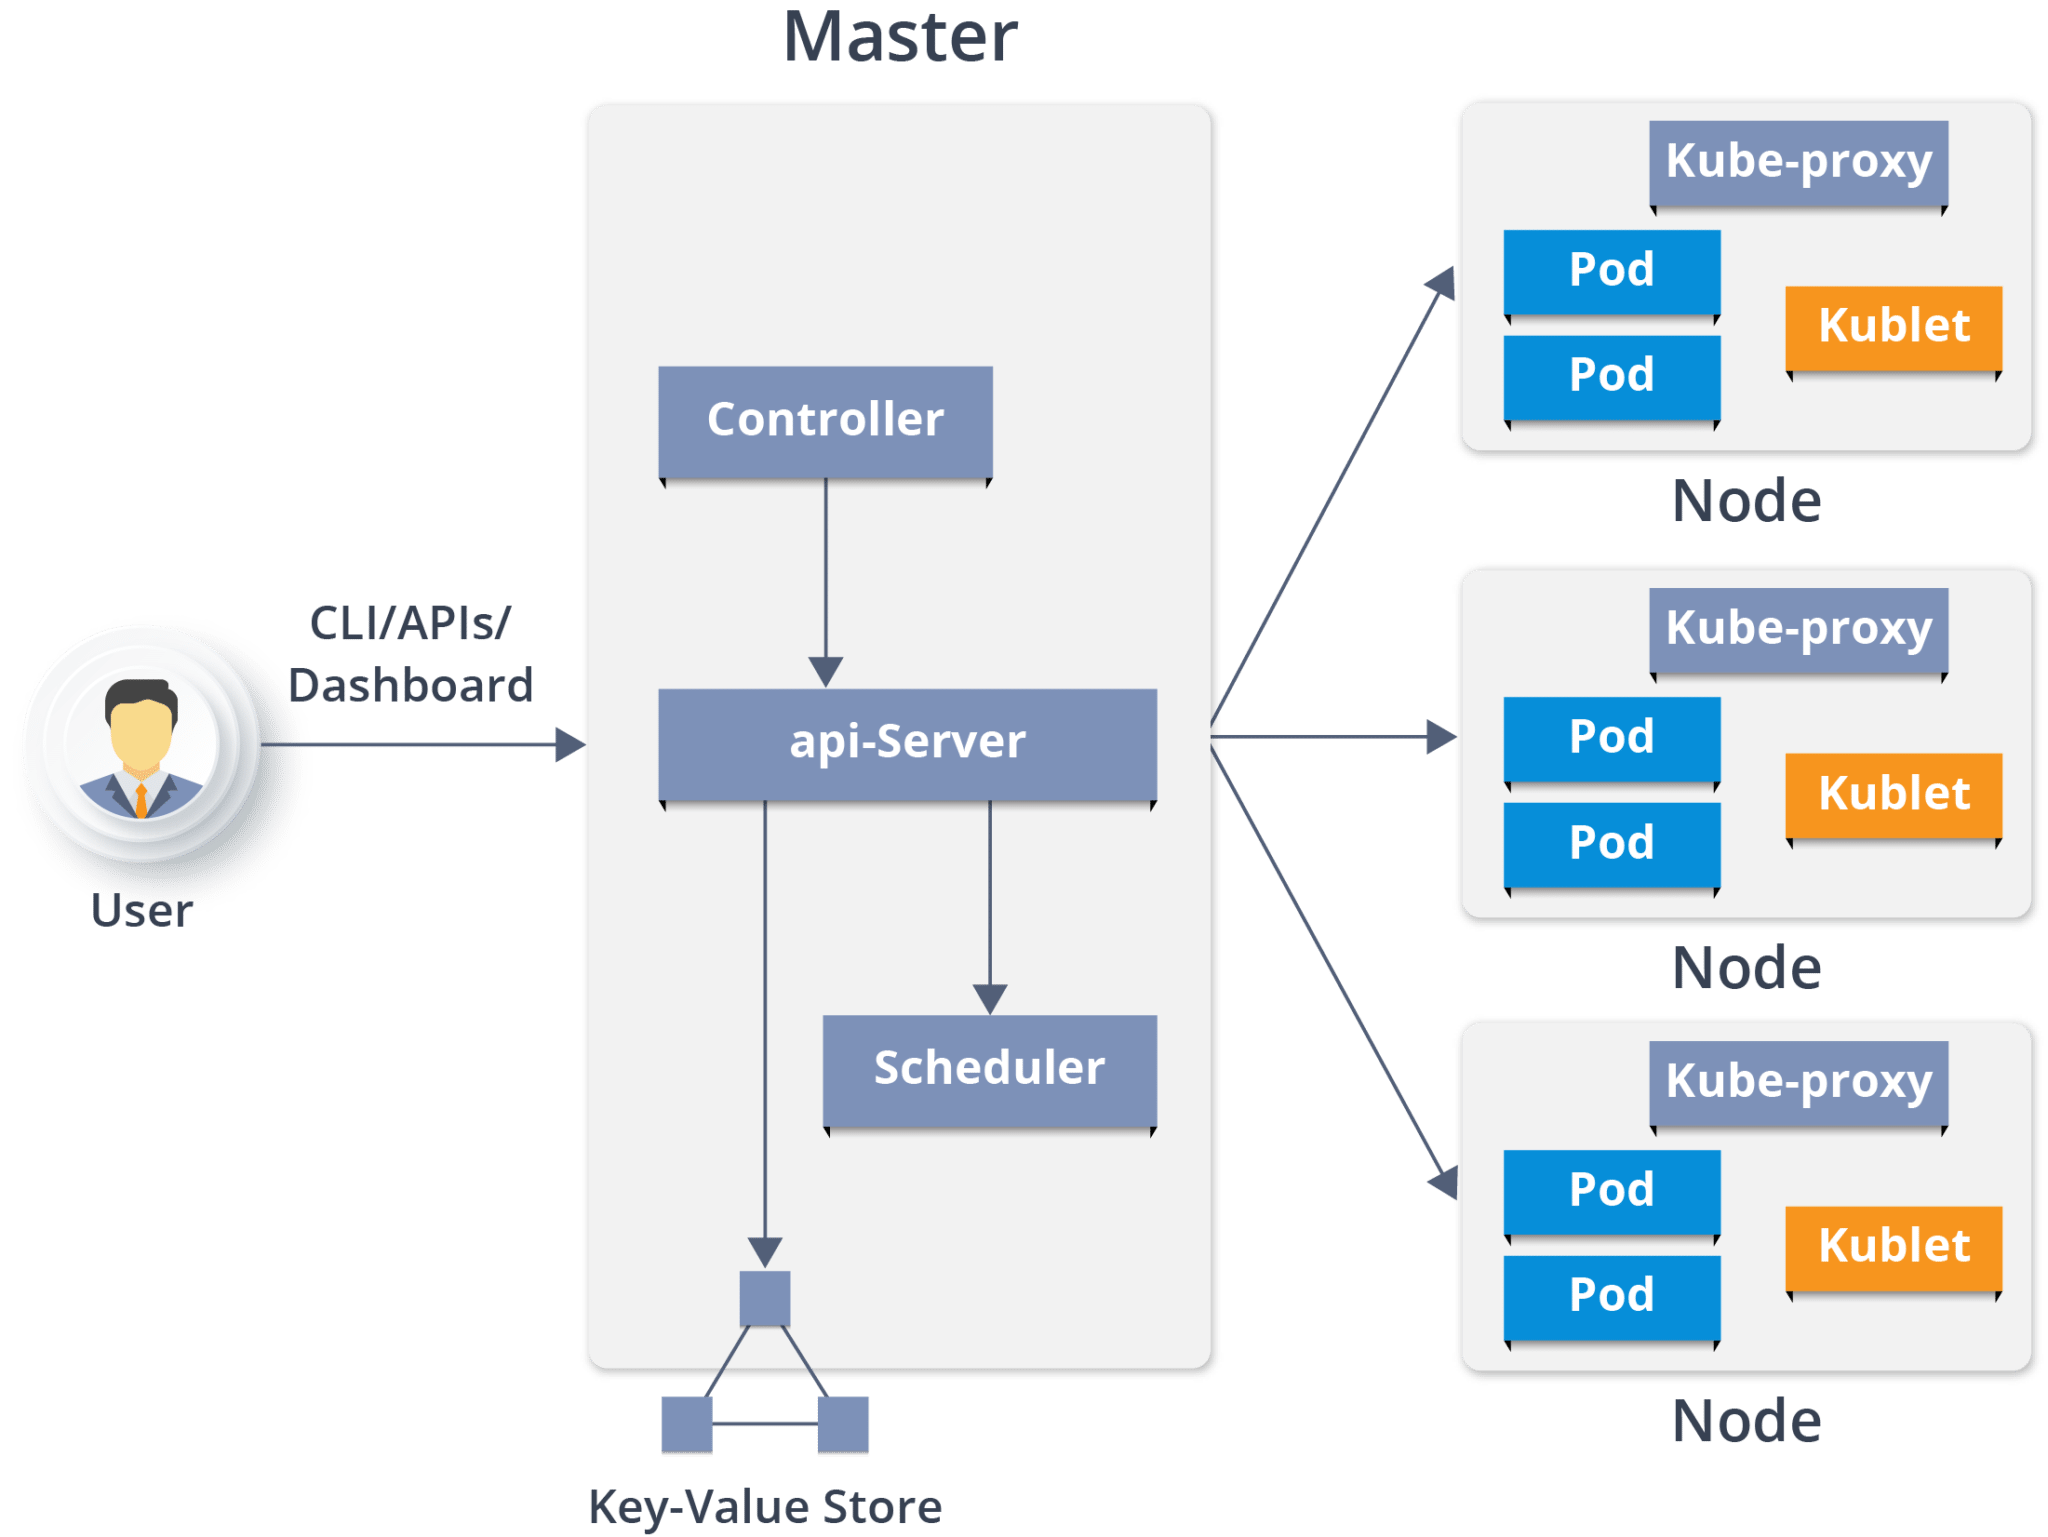 Master
Controller
api-Server
Scheduler
Key-Value Store
CLI/APIs/
Dashboard
User
Kube-proxy
Pod
Kublet
Pod
Node
Kube-proxy
Pod
Kublet
Pod
Node
Kube-proxy
Pod
Kublet
Pod
Node